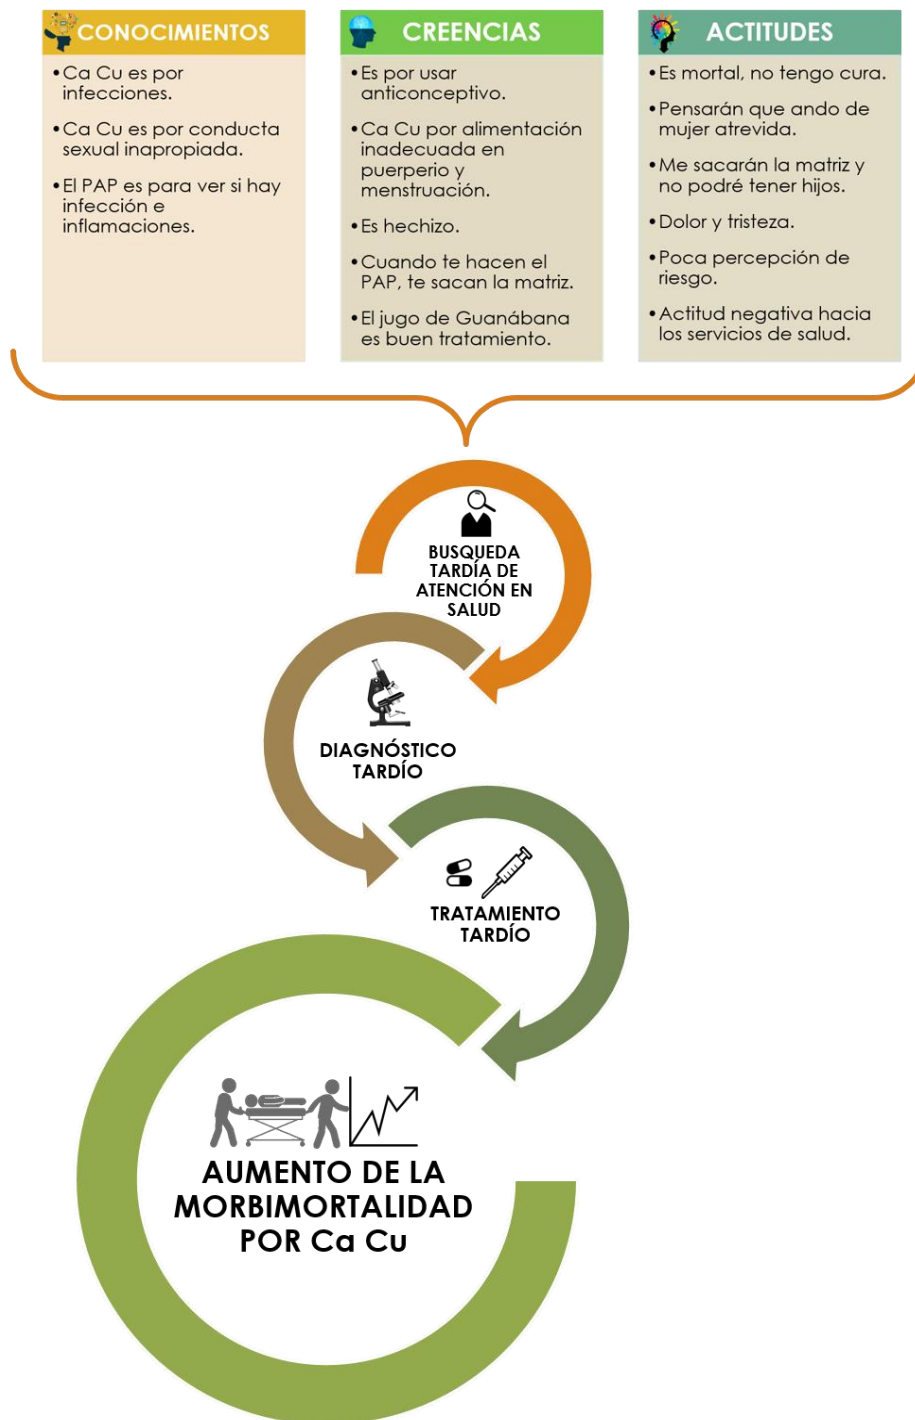 CONOCIMIENTOS
• Ca Cu es por
infecciones.
• Ca Cu es por conducta
sexual inapropiada.
• El PAP es para ver si hay
infección e
inflamaciones.
CREENCIAS
• Es por usar
anticonceptivo.
• Ca Cu por alimentación
inadecuada en
puerperio y
menstruación.
• Es hechizo.
• Cuando te hacen el
PAP, te sacan la matriz.
• El jugo de Guanábana
es buen tratamiento.
ACTITUDES
• Es mortal, no tengo cura.
• Pensarán que ando de
mujer atrevida.
• Me sacarán la matriz y
no podré tener hijos.
• Dolor y tristeza.
• Poca percepción de
riesgo.
• Actitud negativa hacia
los servicios de salud.
BUSQUEDA
TARDÍA DE
ATENCIÓN EN
SALUD
DIAGNÓSTICO
TARDÍO
TRATAMIENTO
TARDÍO
AUMENTO DE LA
MORBIMORTALIDAD
POR Ca Cu